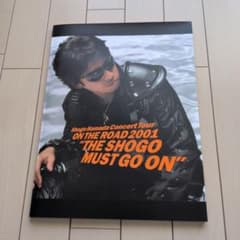 Shogo Hamada Concert Tour
ON THE ROAD 2001
"THE SHOGO
MUST GO ON"